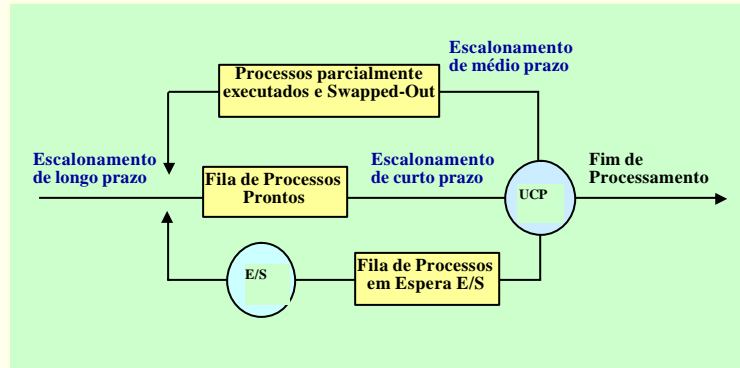 Escalonamento
de médio prazo
Processos parcialmente
executados e Swapped-Out
Escalonamento
de longo prazo
Fila de Processos
Prontos
Escalonamento
de curto prazo
UCP
Fim de
Processamento
E/S
Fila de Processos
em Espera E/S